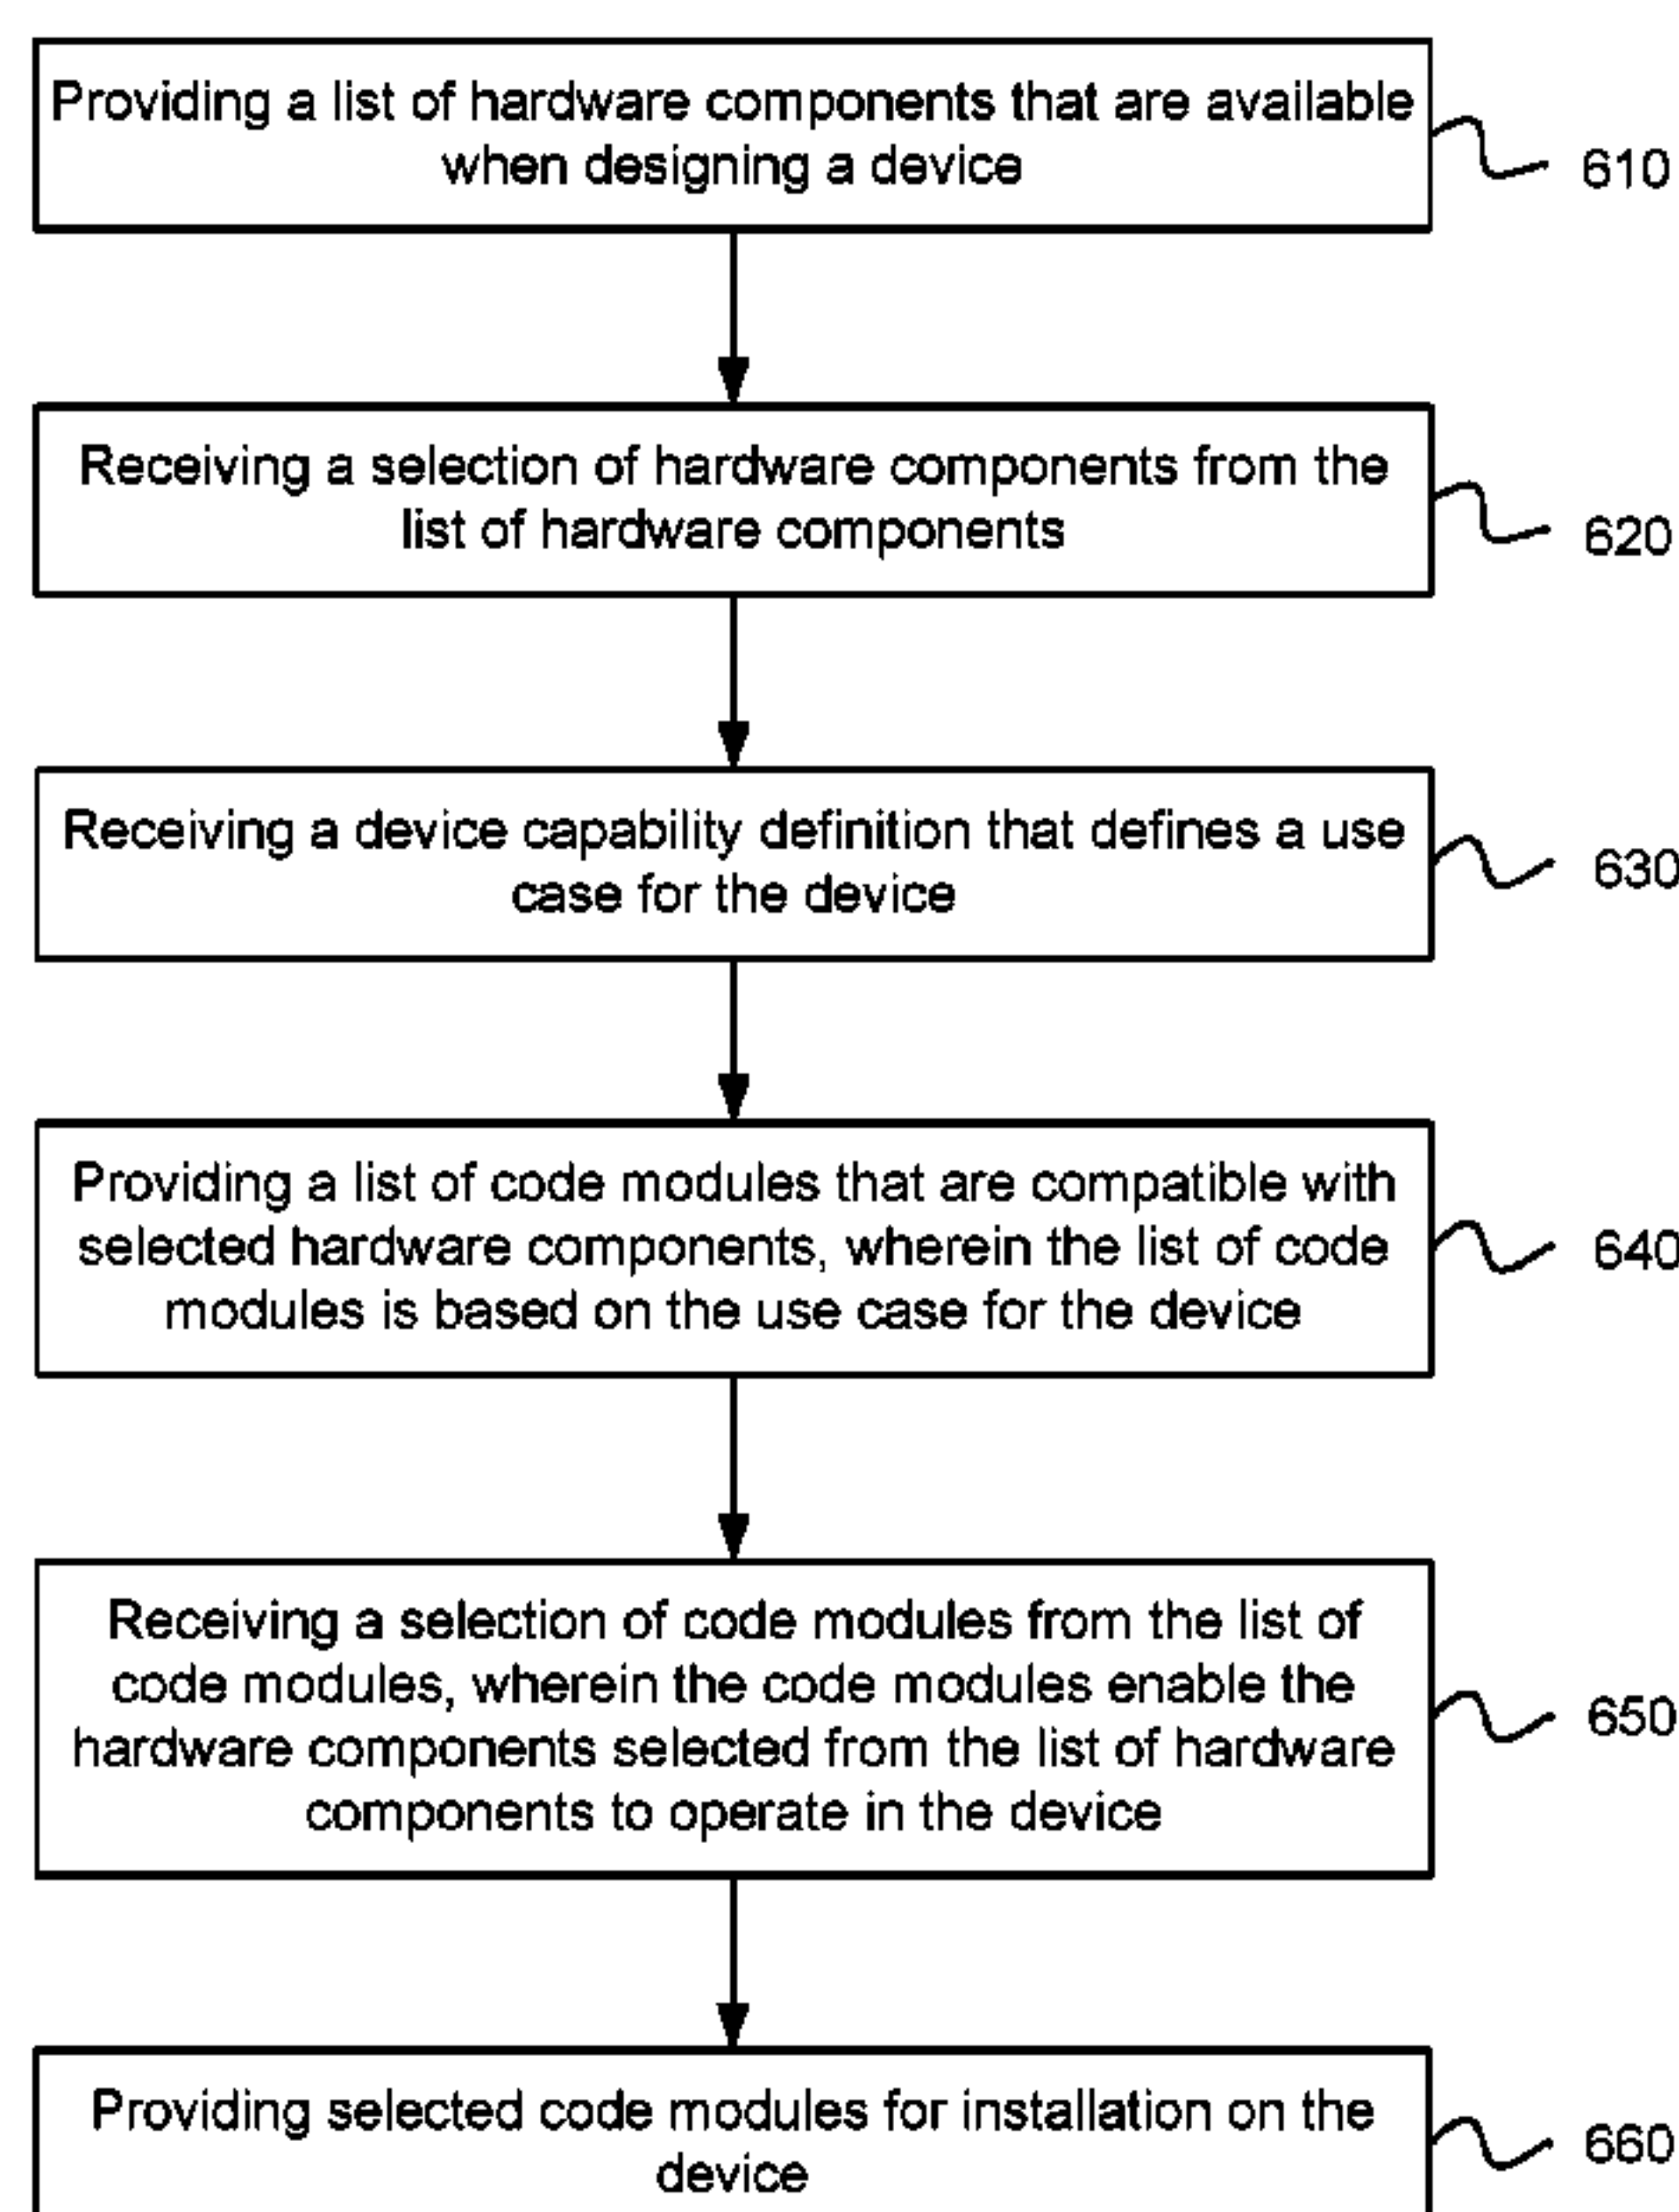 Providing a list of hardware components that are available
when designing a device
610
Receiving a selection of hardware components from the
list of hardware components
620
Receiving a device capability definition that defines a use
case for the device
630
Providing a list of code modules that are compatible with
selected hardware components, wherein the list of code
modules is based on the use case for the device
640
Receiving a selection of code modules from the list of
code modules, wherein the code modules enable the
hardware components selected from the list of hardware
components to operate in the device
650
Providing selected code modules for installation on the
device
660